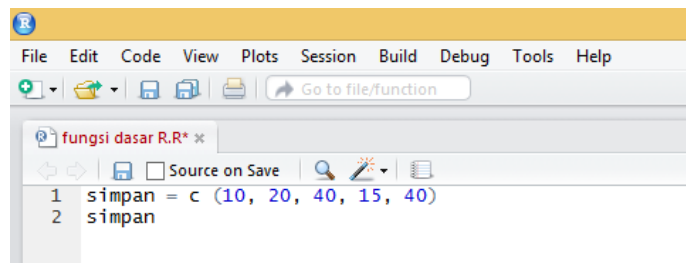 R
File Edit Code View Plots Session Build Debug Tools Help
Go to file/function
fungsi dasar R.R* ×
Source on Save
1 simpan = c (10, 20, 40, 15, 40)
2 simpan